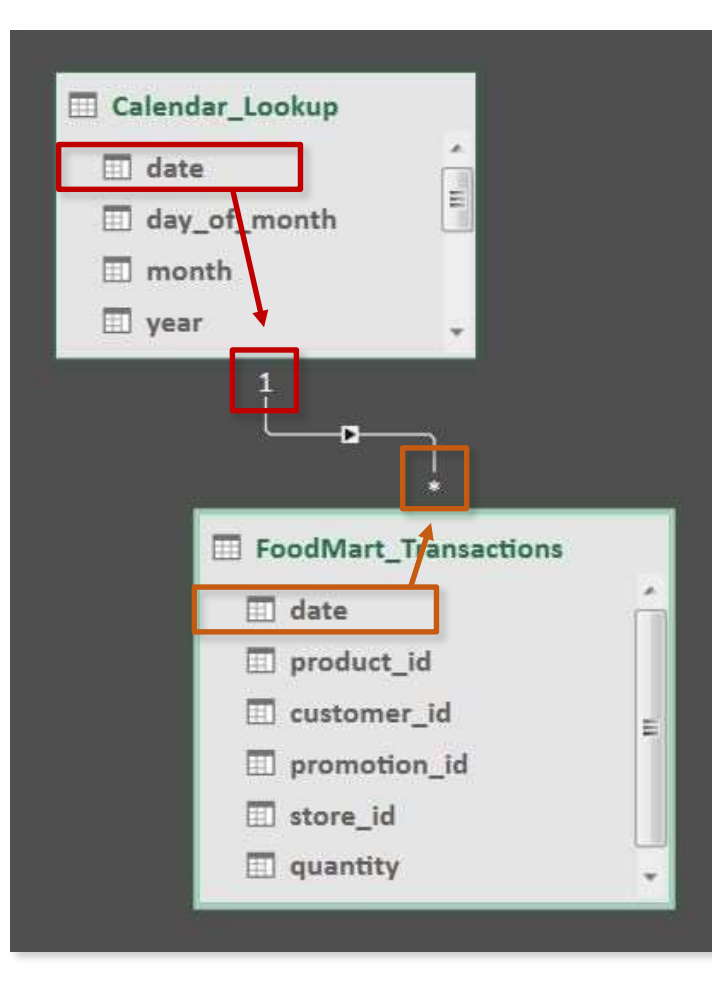 Calendar_Lookup
date
day_of_month
month
year
1
*
FoodMart_Transactions
date
product_id
customer_id
promotion_id
store_id
quantity